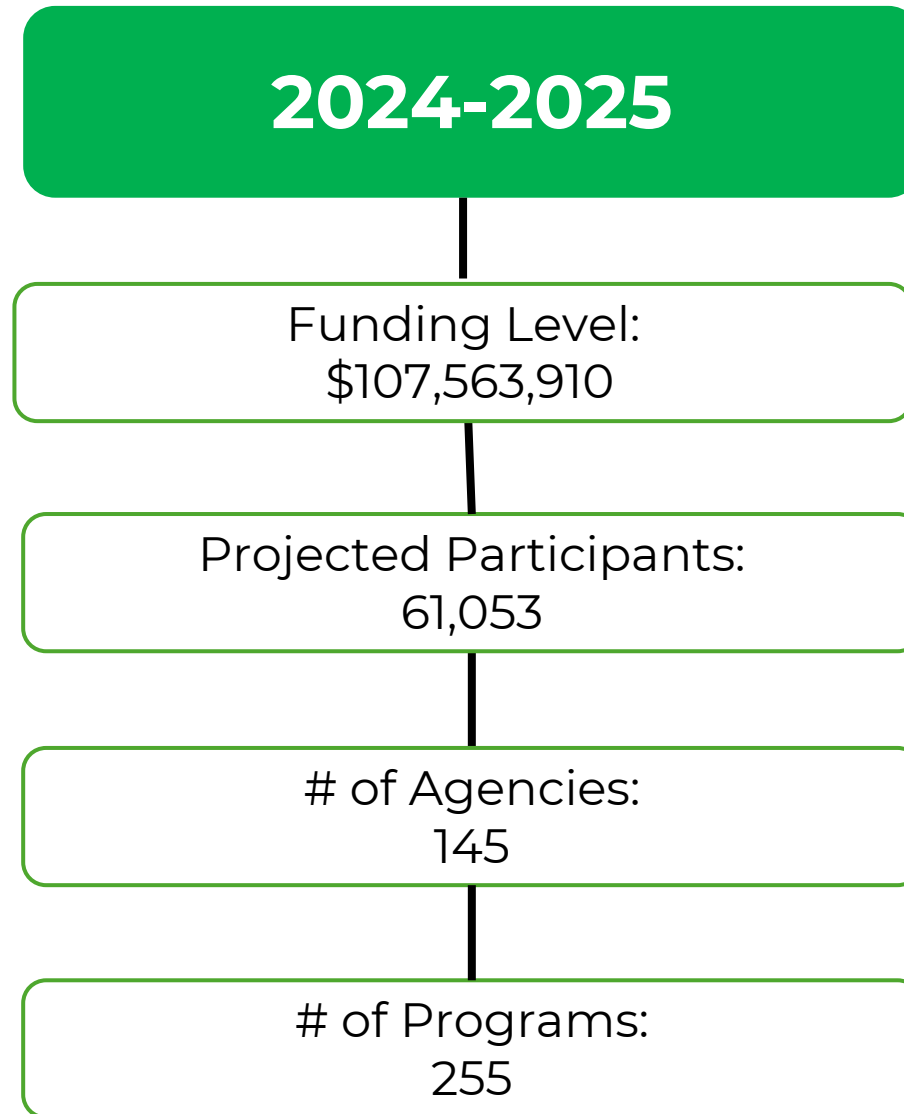 2024-2025
Funding Level:
$107,563,910
Projected Participants:
61,053
# of Agencies:
145
# of Programs:
255